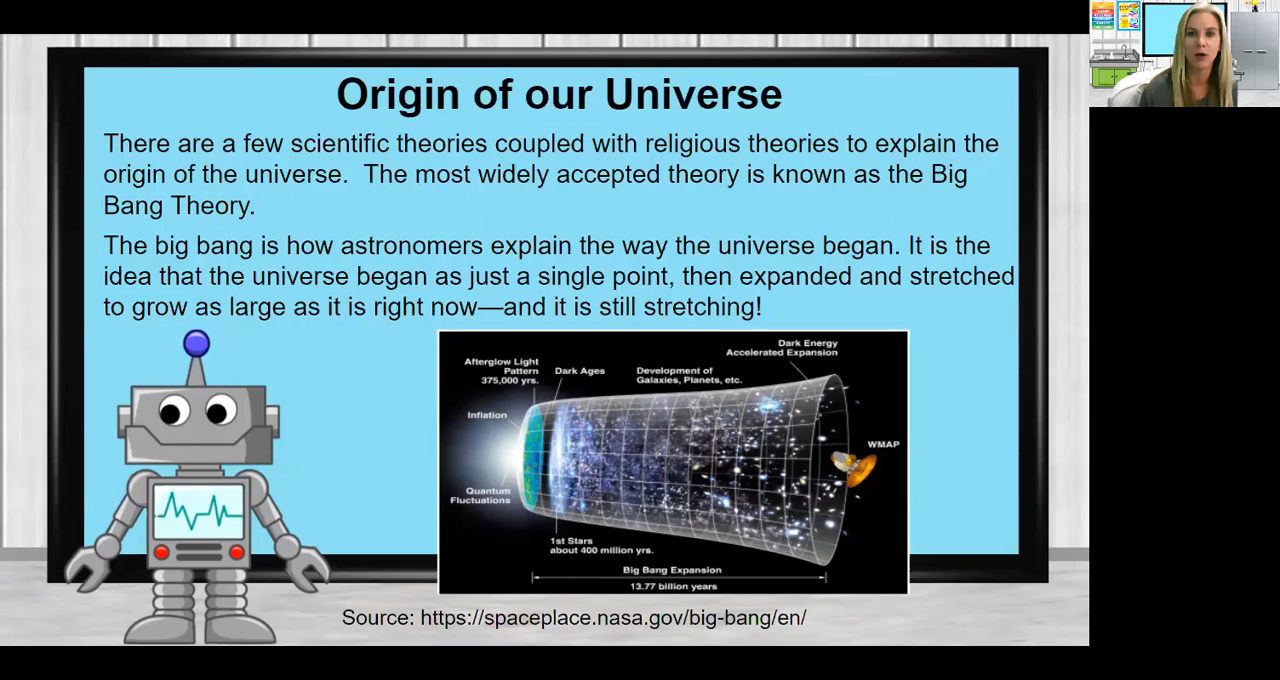 Origin of our Universe
There are a few scientific theories coupled with religious theories to explain the
origin of the universe.  The most widely accepted theory is known as the Big
Bang Theory.
The big bang is how astronomers explain the way the universe began. It is the
idea that the universe began as just a single point, then expanded and stretched
to grow as large as it is right now—and it is still stretching!
Dark Energy
Accelerated Expansion
Afterglow Light
Pattern
375,000 yrs.
Dark Ages
Development of
Galaxies, Planets, etc.
Inflation
WMAP
Quantum
Fluctuations
1st Stars
about 400 million yrs.
Big Bang Expansion
13.77 billion years
Source: https://spaceplace.nasa.gov/big-bang/en/